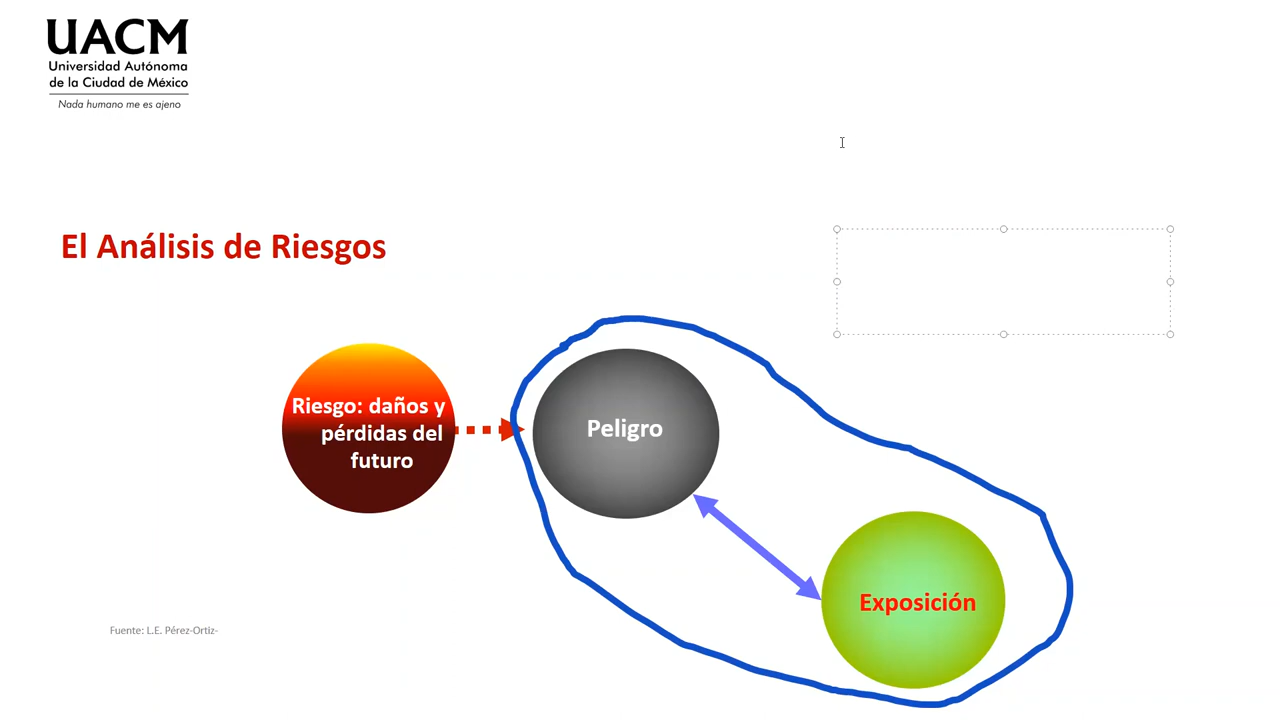 UACM
Universidad Autónoma
de la Ciudad de México
Nada humano me es ajeno
El Análisis de Riesgos
Riesgo: daños y
pérdidas del
futuro
Peligro
Exposición
Fuente: L.E. Pérez-Ortiz-